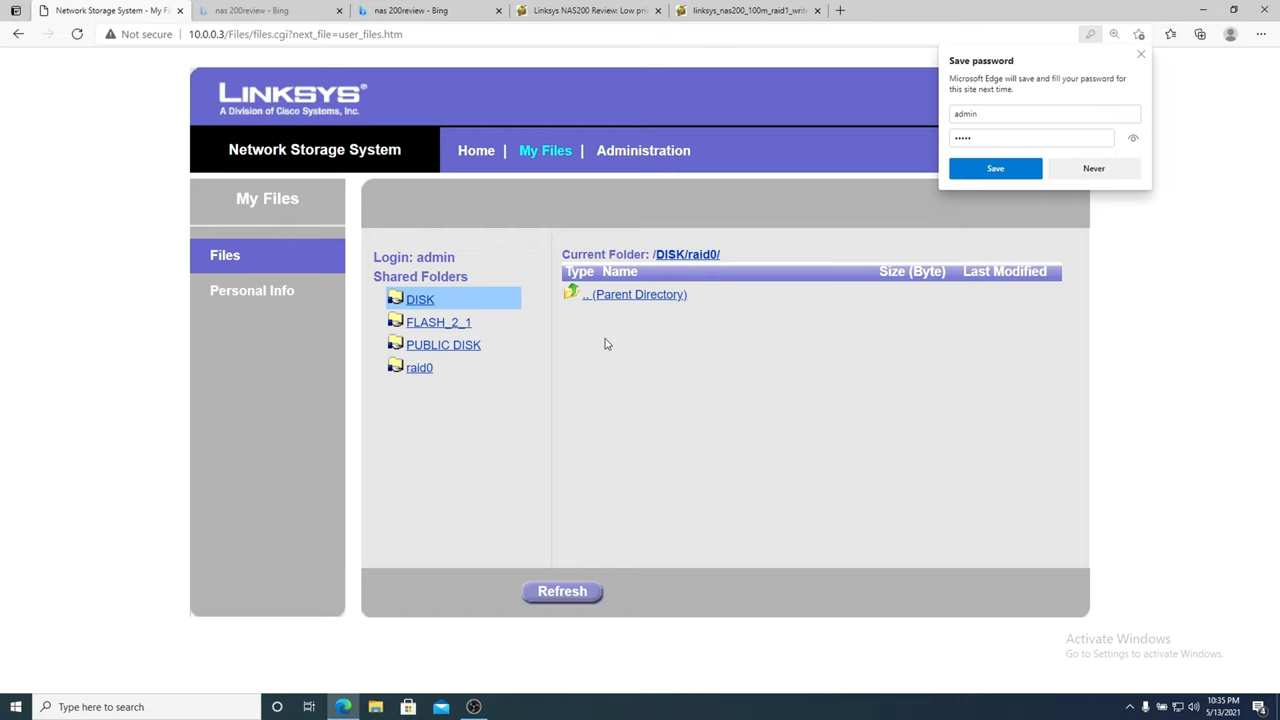 Network Storage System - My F
nas 200review - Bing
nas 200review - Bing
Linksys NAS200 Review: Low pri
linksys_nas200_100m_raid1_write
Not secure
10.0.0.3/Files/files.cgi?next_file=user_files.htm
Save password
Microsoft Edge will save and fill your password for
this site next time.
admin
•••••
Save
Never
LINKSYS®
A Division of Cisco Systems, Inc.
Network Storage System
Home | My Files | Administration
My Files
Files
Personal Info
Login: admin
Shared Folders
DISK
FLASH_2_1
PUBLIC DISK
raid0
Current Folder: /DISK/raid0/
Type Name Size (Byte) Last Modified
.. (Parent Directory)
Refresh
Activate Windows
Go to Settings to activate Windows.
Type here to search
10:35 PM
5/13/2021
4